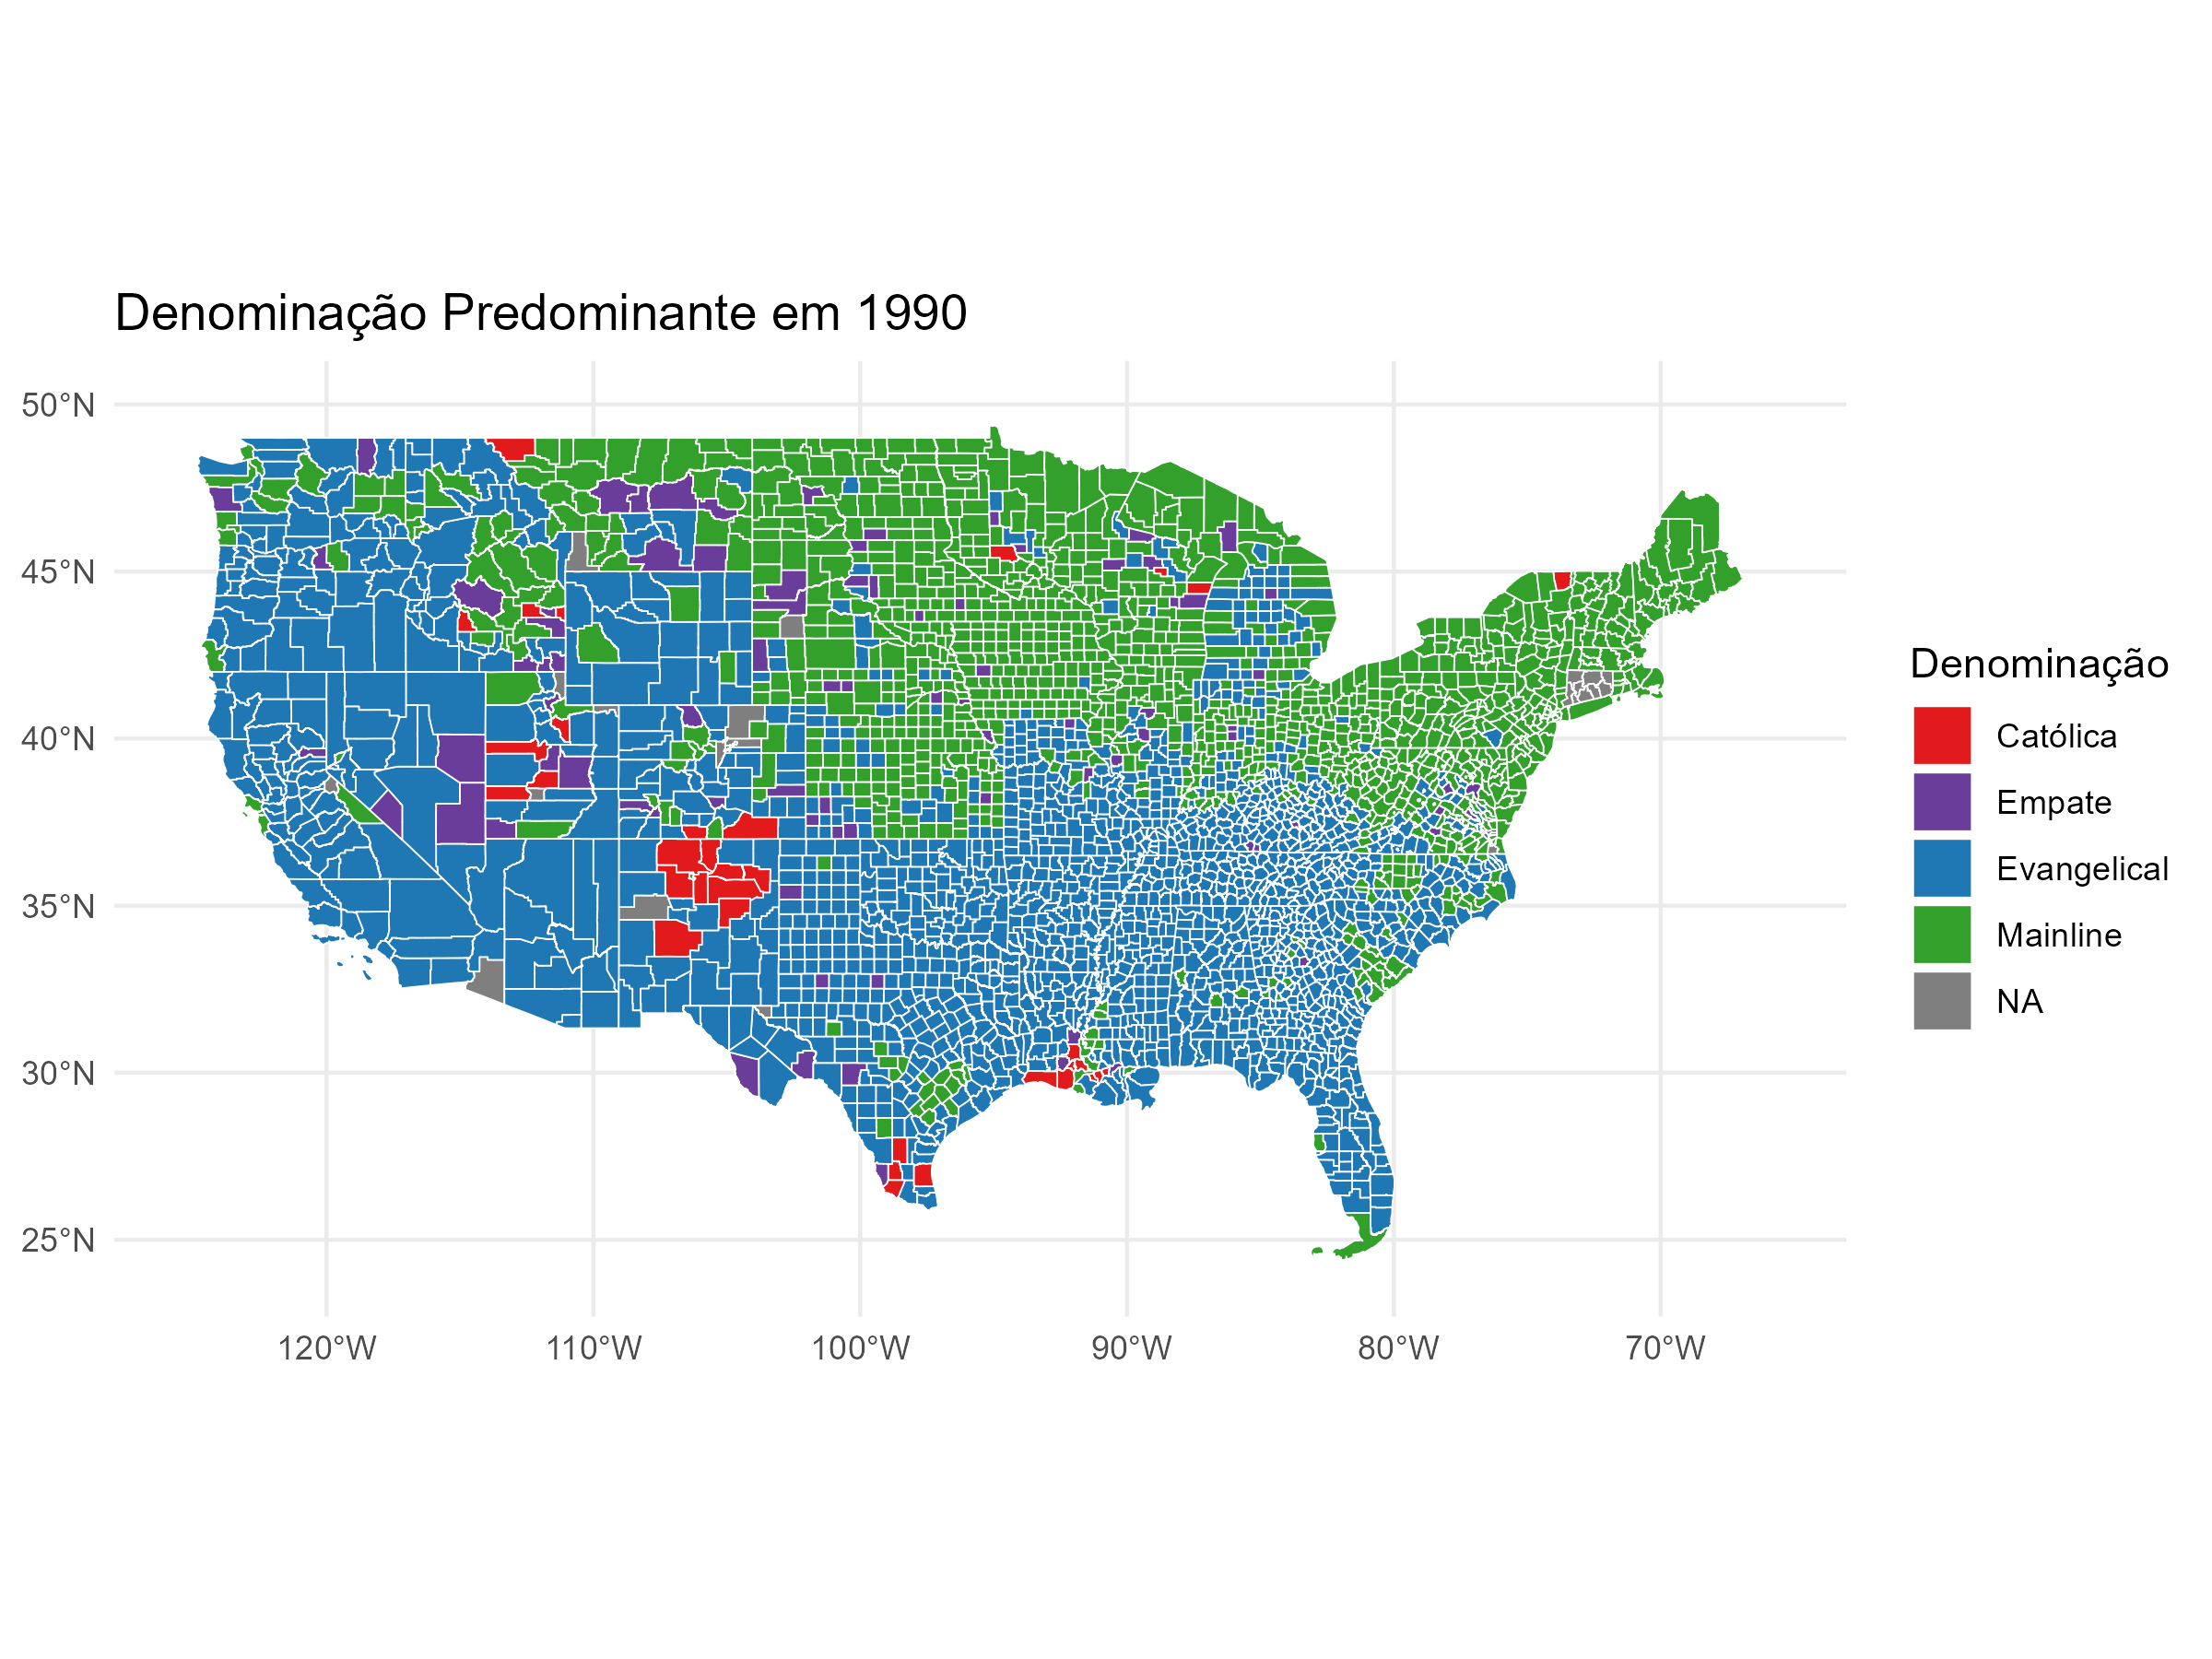 Denominação Predominante em 1990
50°N
45°N
40°N
35°N
30°N
25°N
120°W
110°W
100°W
90°W
80°W
70°W
Denominação
Católica
Empate
Evangelical
Mainline
NA